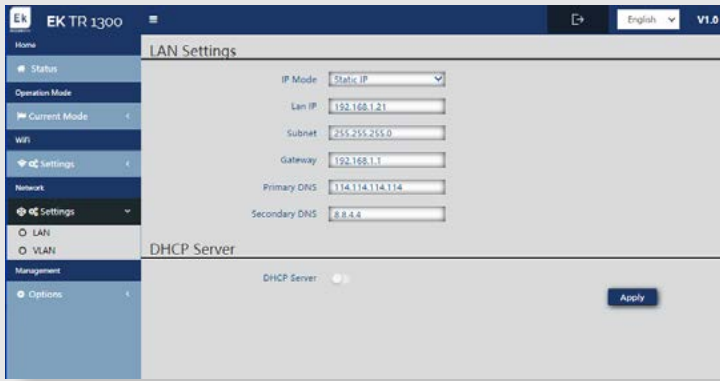 Ek EK TR 1300 English V1.0
Home
Status
Operation Mode
Current Mode
WiFi
Settings
Network
Settings
LAN
VLAN
Management
Options
LAN Settings
IP Mode Static IP
Lan IP 192.168.1.21
Subnet 255.255.255.0
Gateway 192.168.1.1
Primary DNS 114.114.114.114
Secondary DNS 8.8.4.4
DHCP Server
DHCP Server
Apply